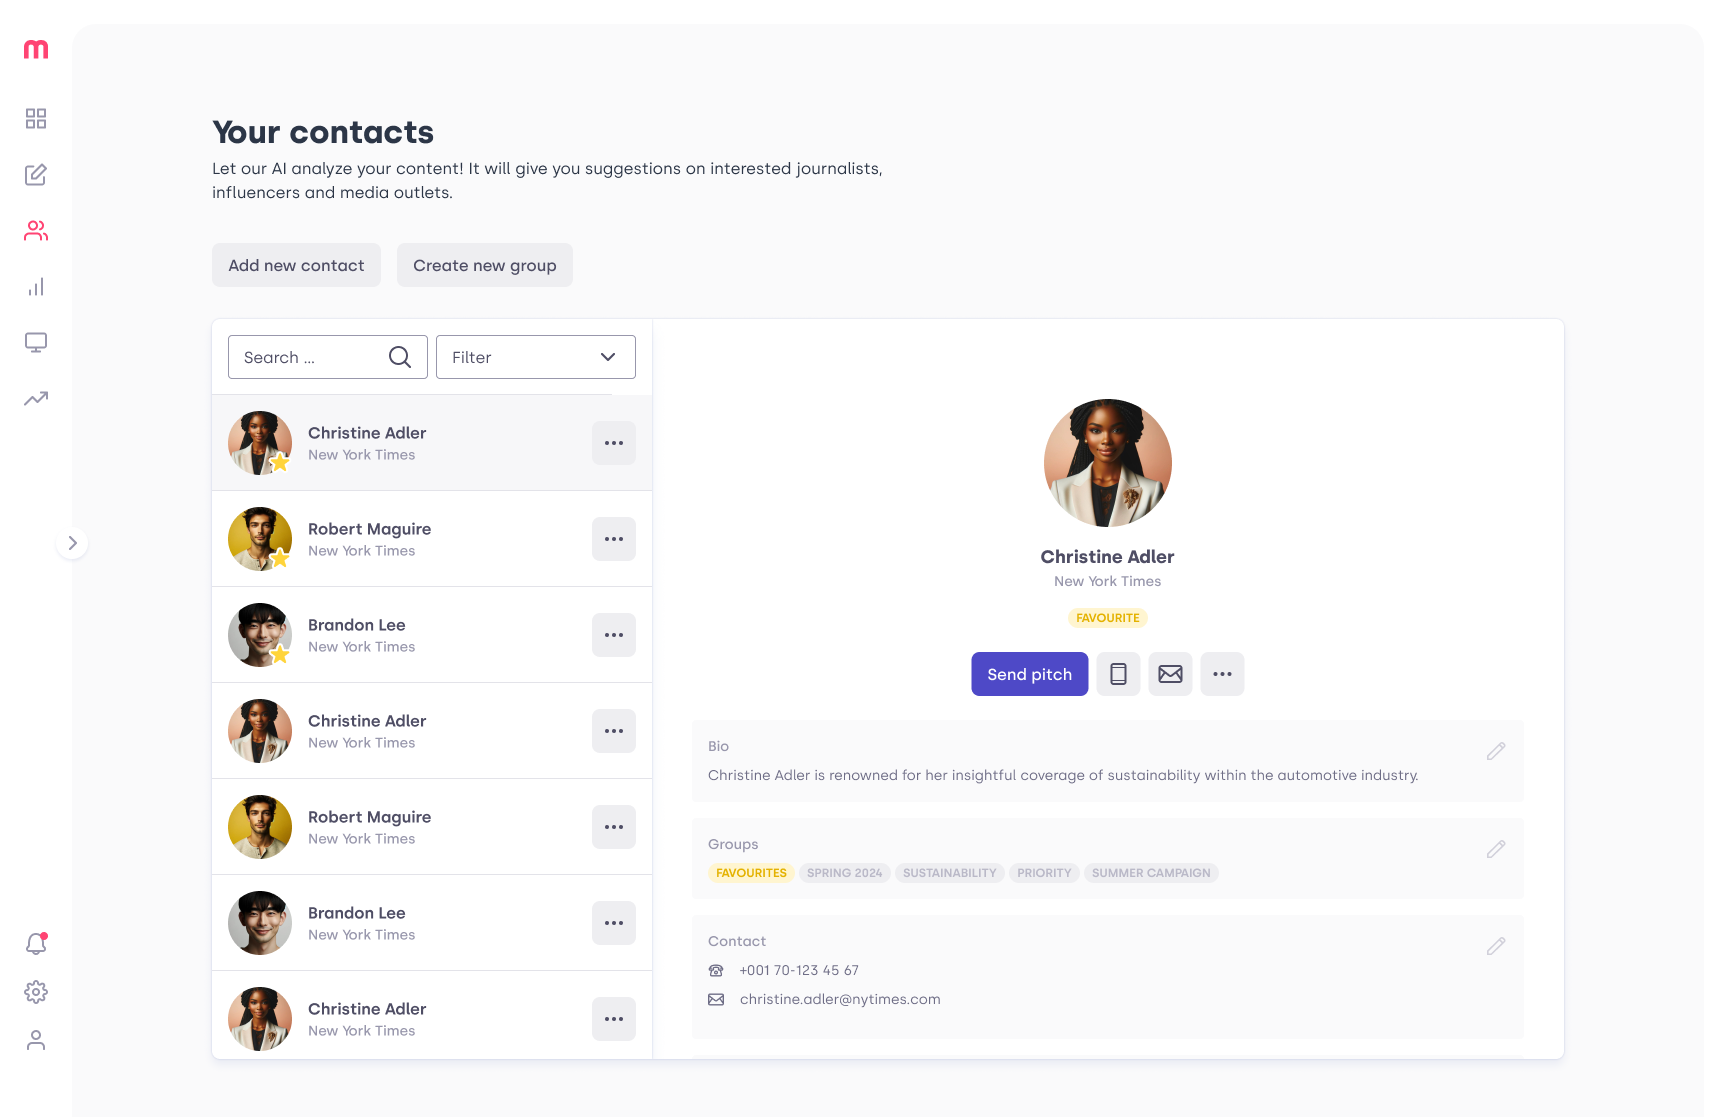 m
Your contacts
Let our AI analyze your content! It will give you suggestions on interested journalists,
influencers and media outlets.
Add new contact
Create new group
Search ...
Filter
Christine Adler
New York Times
Robert Maguire
New York Times
Brandon Lee
New York Times
Christine Adler
New York Times
Robert Maguire
New York Times
Brandon Lee
New York Times
Christine Adler
New York Times
Christine Adler
New York Times
FAVOURITE
Send pitch
Bio
Christine Adler is renowned for her insightful coverage of sustainability within the automotive industry.
Groups
FAVOURITES SPRING 2024 SUSTAINABILITY PRIORITY SUMMER CAMPAIGN
Contact
+001 70-123 45 67
christine.adler@nytimes.com